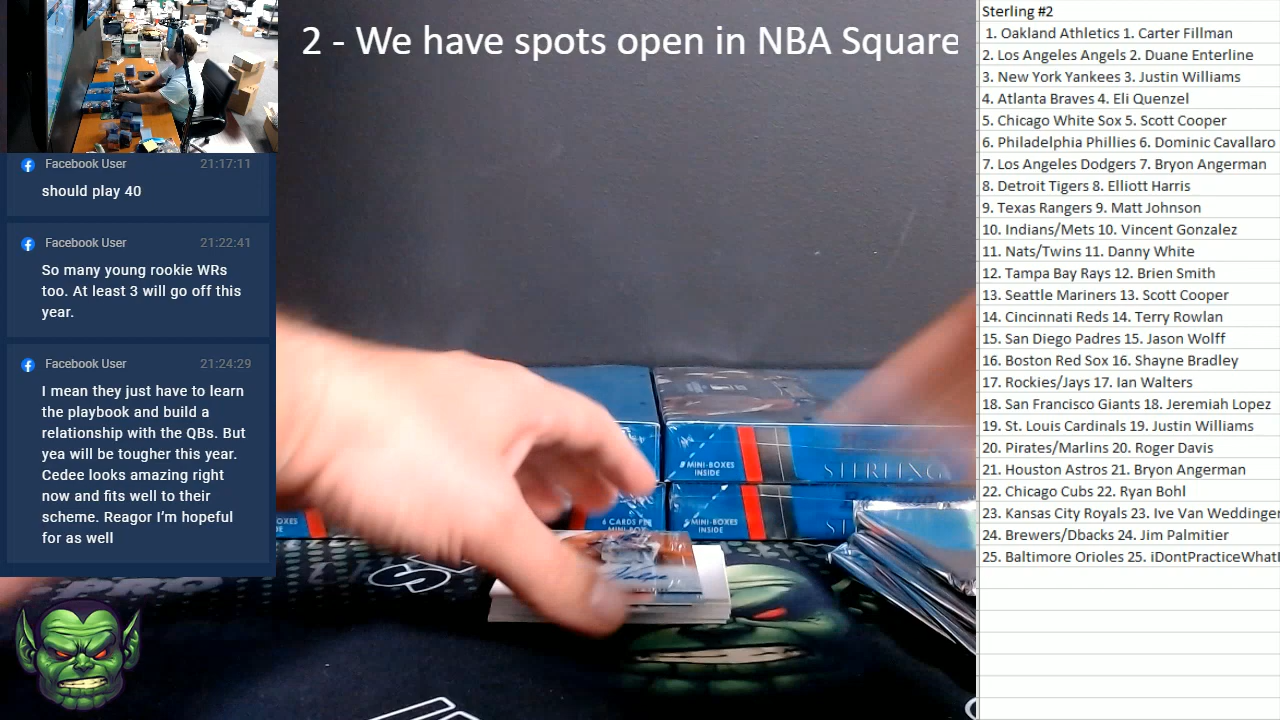 2 - We have spots open in NBA Square
Facebook User 21:17:11
should play 40
Facebook User 21:22:41
So many young rookie WRs
too. At least 3 will go off this
year.
Facebook User 21:24:29
I mean they just have to learn
the playbook and build a
relationship with the QBs. But
yea will be tougher this year.
Cedee looks amazing right
now and fits well to their
scheme. Reagor I'm hopeful
for as well
MINI-BOXES
INSIDE
STERLING
6 CARDS PER
MINI-BOXES
INSIDE
Sterling #2
1. Oakland Athletics 1. Carter Fillman
2. Los Angeles Angels 2. Duane Enterline
3. New York Yankees 3. Justin Williams
4. Atlanta Braves 4. Eli Quenzel
5. Chicago White Sox 5. Scott Cooper
6. Philadelphia Phillies 6. Dominic Cavallaro
7. Los Angeles Dodgers 7. Bryon Angerman
8. Detroit Tigers 8. Elliott Harris
9. Texas Rangers 9. Matt Johnson
10. Indians/Mets 10. Vincent Gonzalez
11. Nats/Twins 11. Danny White
12. Tampa Bay Rays 12. Brien Smith
13. Seattle Mariners 13. Scott Cooper
14. Cincinnati Reds 14. Terry Rowlan
15. San Diego Padres 15. Jason Wolff
16. Boston Red Sox 16. Shayne Bradley
17. Rockies/Jays 17. Ian Walters
18. San Francisco Giants 18. Jeremiah Lopez
19. St. Louis Cardinals 19. Justin Williams
20. Pirates/Marlins 20. Roger Davis
21. Houston Astros 21. Bryon Angerman
22. Chicago Cubs 22. Ryan Bohl
23. Kansas City Royals 23. Ive Van Weddinger
24. Brewers/Dbacks 24. Jim Palmitier
25. Baltimore Orioles 25. iDontPracticeWhat